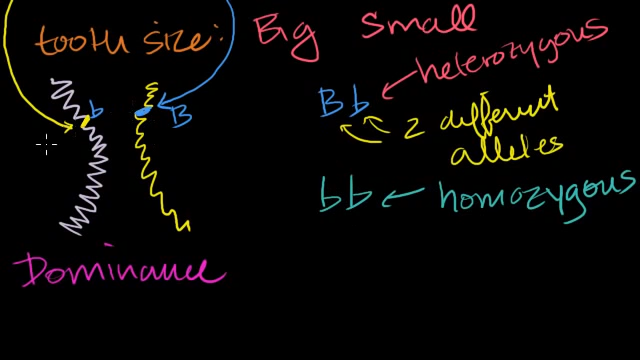 tooth size: Big Small
b B
Bb heterozygous
2 different
alleles
bb homozygous
Dominance